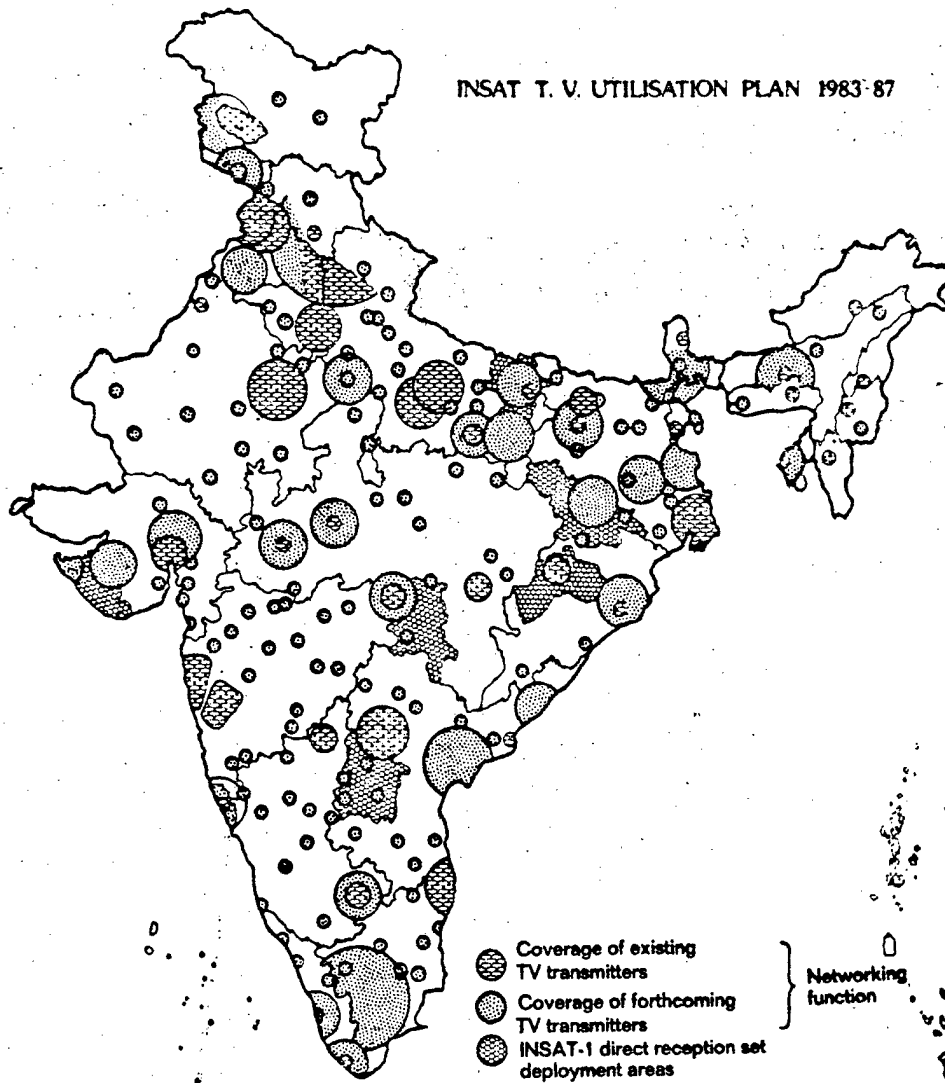 INSAT T. V. UTILISATION PLAN 1983-87
Coverage of existing
TV transmitters
Coverage of forthcoming
TV transmitters
Networking
function
INSAT-1 direct reception set
deployment areas